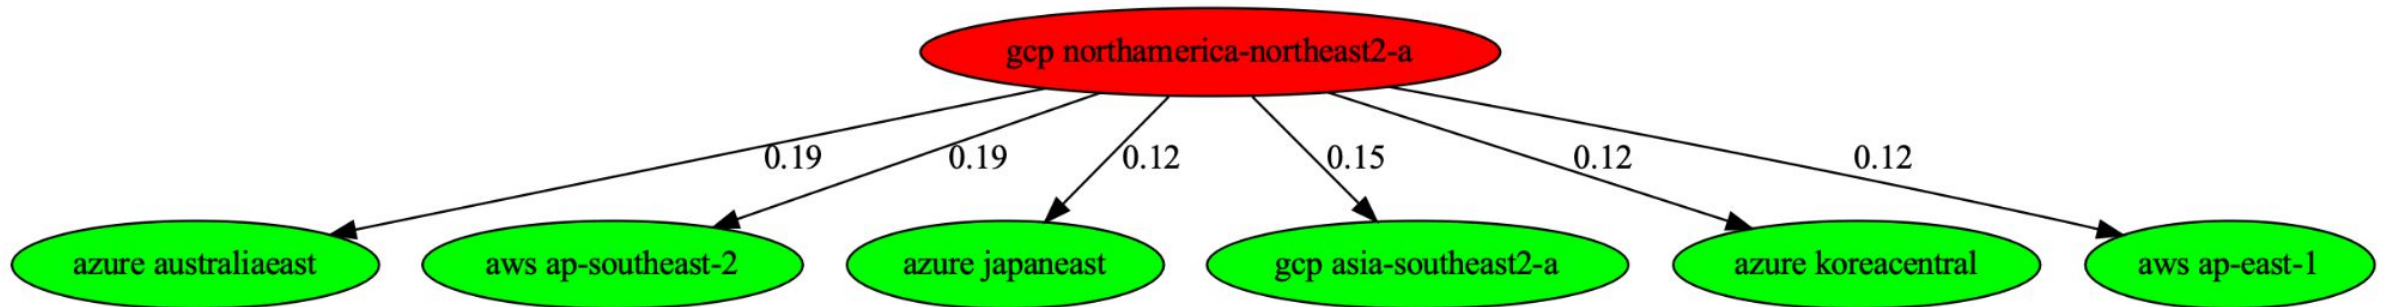 gcp northamerica-northeast2-a
0.19
0.19
0.12
0.15
0.12
0.12
azure australiaeast
aws ap-southeast-2
azure japaneast
gcp asia-southeast2-a
azure koreacentral
aws ap-east-1